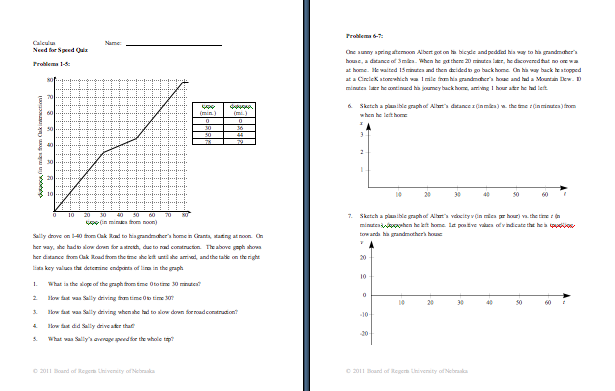 Calculus Name:
Need for Speed Quiz
Problems 1-5:
80
70
60
50
40
30
20
10
(in miles from Oak intersection)
0 10 20 30 40 50 60 70 80
(in minutes from noon)
(min.) (mi.)
0 0
30 36
50 44
78 79
Sally drove on I-40 from Oak Road to his grandmother's home in Grants, starting at noon. On
her way, she had to slow down for a stretch, due to road construction. The above graph shows
her distance from Oak Road from the time she left until she arrived, and the table on the right
lists key values that determine endpoints of lines in the graph.
1. What is the slope of the graph from time 0 to time 30 minutes?
2. How fast was Sally driving from time 0 to time 30?
3. How fast was Sally driving when she had to slow down for road construction?
4. How fast did Sally drive after that?
5. What was Sally's average speed for the whole trip?
© 2011 Board of Regents University of Nebraska
Problems 6-7:
One sunny spring afternoon Albert got on his bicycle and peddled his way to his grandmother's
house, a distance of 3 miles. When he got there 20 minutes later, he discovered that no one was
at home. He waited 15 minutes and then decided to go back home. On his way back he stopped
at a CircleK store which was 1 mile from his grandmother's house and had a Mountain Dew. 10
minutes later he continued his journey back home, arriving 1 hour after he had left.
6. Sketch a plausible graph of Albert's distance s (in miles) vs. the time t (in minutes) from
when he left home:
s
3
2
1
10 20 30 40 50 60 t
7. Sketch a plausible graph of Albert's velocity v (in miles per hour) vs. the time t (in
minutes) when he left home. Let positive values of v indicate that he is
towards his grandmother's house:
v
20
10
0
10 20 30 40 50 60 t
-10
-20
© 2011 Board of Regents University of Nebraska